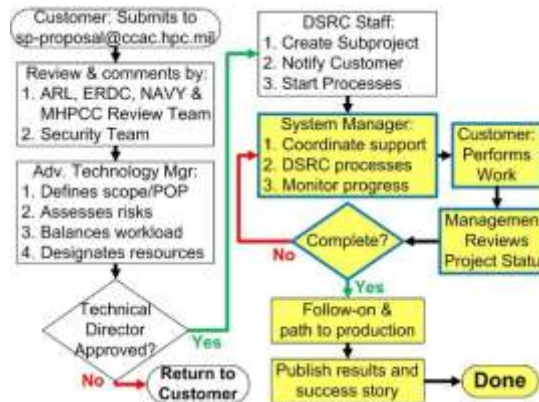 Customer: Submits to
sp-proposal@ccac.hpc.mil
Review & comments by:
1. ARL, ERDC, NAVY &
MHPCC Review Team
2. Security Team
Adv. Technology Mgr:
1. Defines scope/POP
2. Assesses risks
3. Balances workload
4. Designates resources
Technical
Director
Approved?
Yes
No
Return to
Customer
DSRC Staff:
1. Create Subproject
2. Notify Customer
3. Start Processes
System Manager:
1. Coordinate support
2. DSRC processes
3. Monitor progress
Customer:
Performs
Work
Management
Reviews
Project Status
Complete?
No
Yes
Follow-on &
path to production
Publish results and
success story
Done